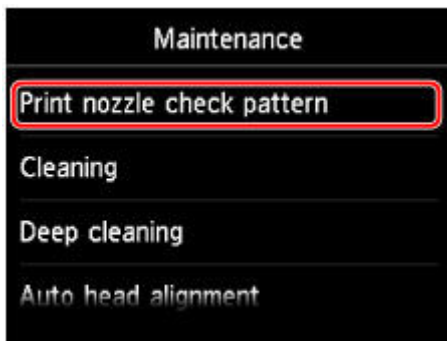 Maintenance
Print nozzle check pattern
Cleaning
Deep cleaning
Auto head alignment